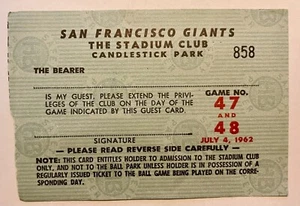 SAN FRANCISCO GIANTS
THE STADIUM CLUB
CANDLESTICK PARK
858
THE BEARER
IS MY GUEST, PLEASE EXTEND THE PRIVI-
LEGES OF THE CLUB ON THE DAY OF THE
GAME INDICATED BY THIS GUEST CARD.
GAME NO.
47
AND
48
JULY 4, 1962
SIGNATURE
— PLEASE READ REVERSE SIDE CAREFULLY —
NOTE: THIS CARD ENTITLES HOLDER TO ADMISSION TO THE STADIUM CLUB
ONLY, AND NOT TO THE BALL PARK UNLESS HOLDER IS IN POSSESSION OF A
REGULARLY ISSUED TICKET TO THE BALL GAME BEING PLAYED ON THE CORRE-
SPONDING DAY.